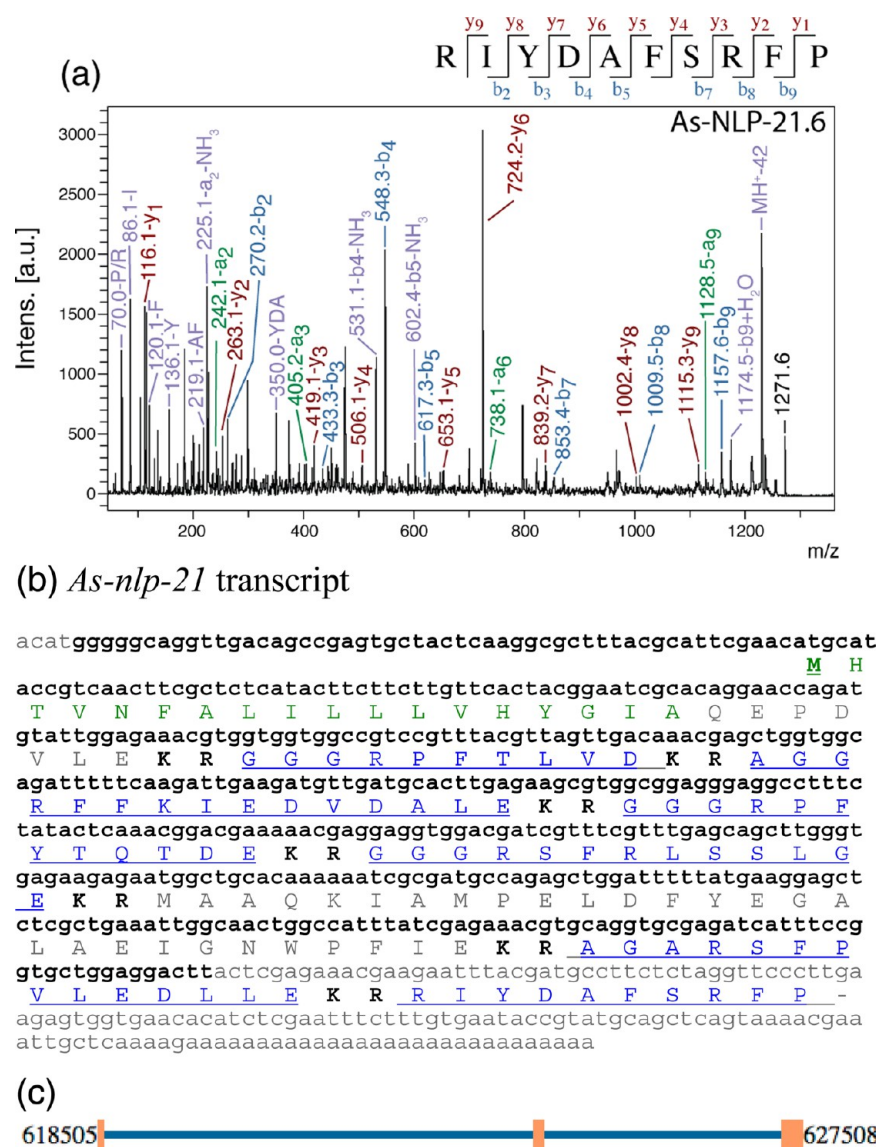 y9 y8 y7 y6 y5 y4 y3 y2 y1
R I Y D A F S R F P
b2 b3 b4 b5 b7 b8 b9
(a)
As-NLP-21.6
Intens. [a.u.]
3000
2500
2000
1500
1000
500
0
70.0-P/R
86.1-I
116.1-y1
120.1-F
136.1-Y
219.1-AF
225.1-a2-NH3
242.1-a2
263.1-y2
270.2-b2
350.0-YDA
405.2-a3
419.1-y3
433.3-b3
506.1-y4
531.1-b4-NH3
548.3-b4
602.4-b5-NH3
617.3-b5
653.1-y5
724.2-y6
738.1-a6
839.2-y7
853.4-b7
1002.4-y8
1009.5-b8
1115.3-y9
1128.5-a9
1157.6-b9
1174.5-b9+H2O
MH+-42
1271.6
200 400 600 800 1000 1200
m/z
(b) As-nlp-21 transcript
acatgggggcaggttgacagccgagtgctactcaaggcgctttacgcattcgaacatgcat
M H
accgtcaacttcgctctcatacttcttcttgttcactacggaatcgcacaggaaccagat
T V N F A L I L L L V H Y G I A Q E P D
gtattggagaaacgtggtggtggccgtccgtttacgttagttgacaaacgagctggtggc
V L E K R G G G R P F T L V D K R A G G
agatttttcaagattgaagatgttgatgcacttgagaagcgtggcggagggaggcctttc
R F F K I E D V D A L E K R G G G R P F
tatactcaaacggacgaaaaacgaggaggtggacgatcgtttcgtttgagcagcttgggt
Y T Q T D E K R G G G R S F R L S S L G
gagaagagaatggctgcacaaaaaatcgcgatgccagagctggatttttatgaaggagct
E K R M A A Q K I A M P E L D F Y E G A
ctcgctgaaattggcaactggccatttatcgagaaacgtgcaggtgcgagatcatttccg
L A E I G N W P F I E K R A G A R S F P
gtgctggaggacttactcgagaaacgaagaatttacgatgccttctctaggttcccttga
V L E D L L E K R R I Y D A F S R F P -
agagtggtgaacacatctcgaatttctttgtgaataccgtatgcagctcagtaaaacgaa
attgctcaaaagaaaaaaaaaaaaaaaaaaaaaaaaaa
(c)
618505 627508